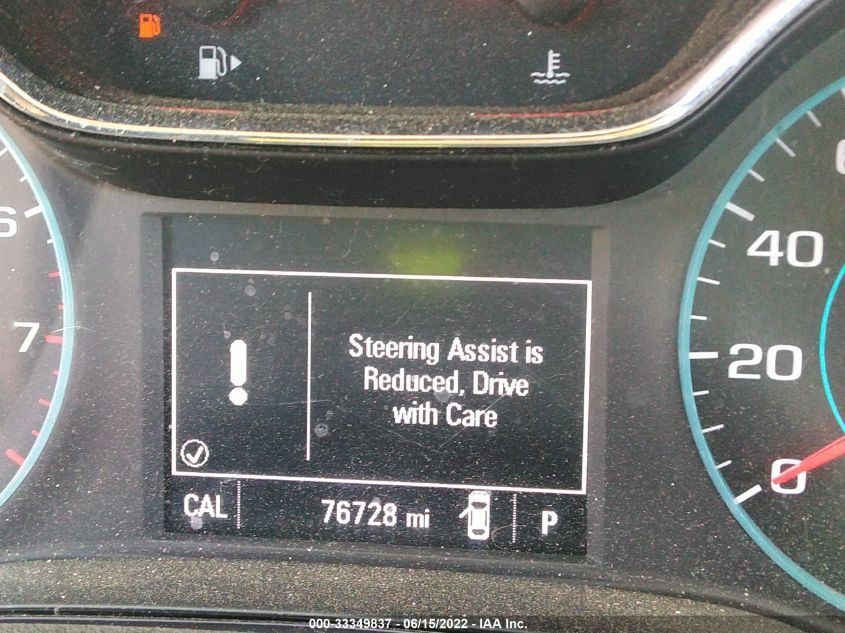 6
7
60
40
20
0
Steering Assist is
Reduced, Drive
with Care
CAL 76728 mi P
000-33349837 - 06/15/2022 - IAA Inc.